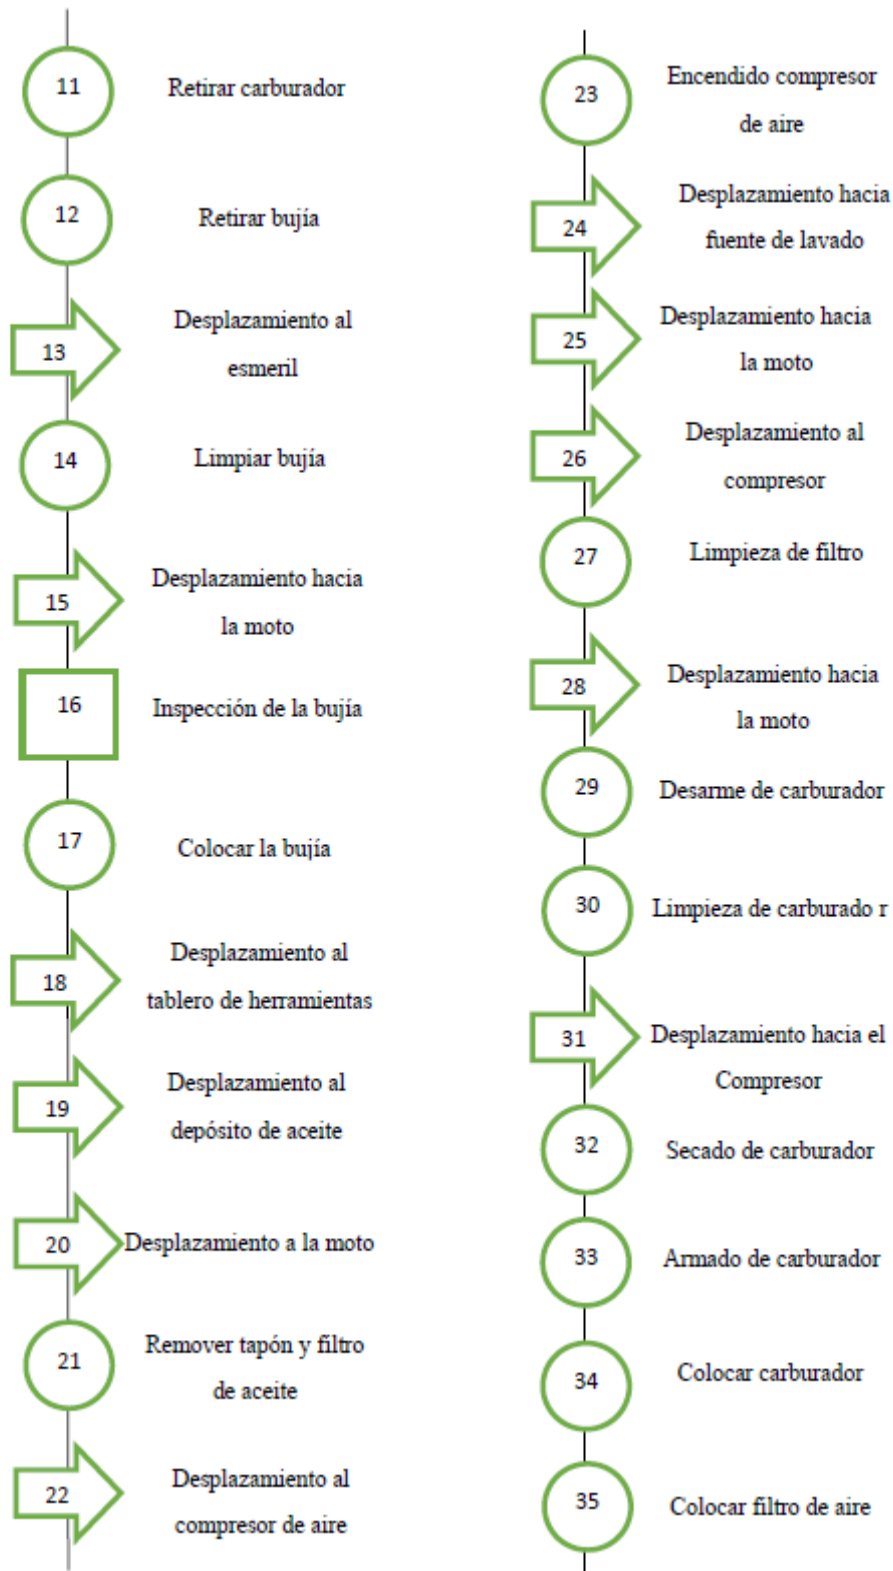 11
Retirar carburador
12
Retirar bujía
13
Desplazamiento al
esmeril
14
Limpiar bujía
15
Desplazamiento hacia
la moto
16
Inspección de la bujía
17
Colocar la bujía
18
Desplazamiento al
tablero de herramientas
19
Desplazamiento al
depósito de aceite
20
Desplazamiento a la moto
21
Remover tapón y filtro
de aceite
22
Desplazamiento al
compresor de aire
23
Encendido compresor
de aire
24
Desplazamiento hacia
fuente de lavado
25
Desplazamiento hacia
la moto
26
Desplazamiento al
compresor
27
Limpieza de filtro
28
Desplazamiento hacia
la moto
29
Desarme de carburador
30
Limpieza de carburado r
31
Desplazamiento hacia el
Compresor
32
Secado de carburador
33
Armado de carburador
34
Colocar carburador
35
Colocar filtro de aire